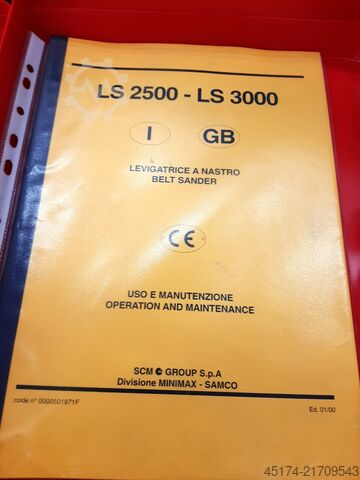 LS 2500 - LS 3000
I GB
LEVIGATRICE A NASTRO
BELT SANDER
CE
USO E MANUTENZIONE
OPERATION AND MAINTENANCE
SCM GROUP S.p.A
Divisione MINIMAX - SAMCO
code n° 0000501971F
Ed. 01/00
45174-21709543